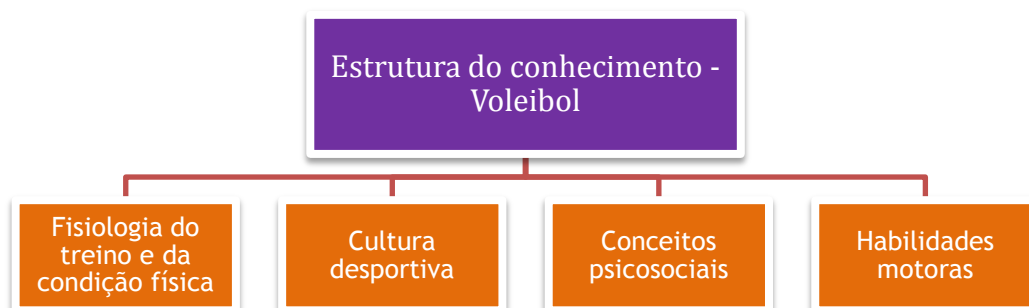 Estrutura do conhecimento -
Voleibol
Fisiologia do
treino e da
condição física
Cultura
desportiva
Conceitos
psicosociais
Habilidades
motoras